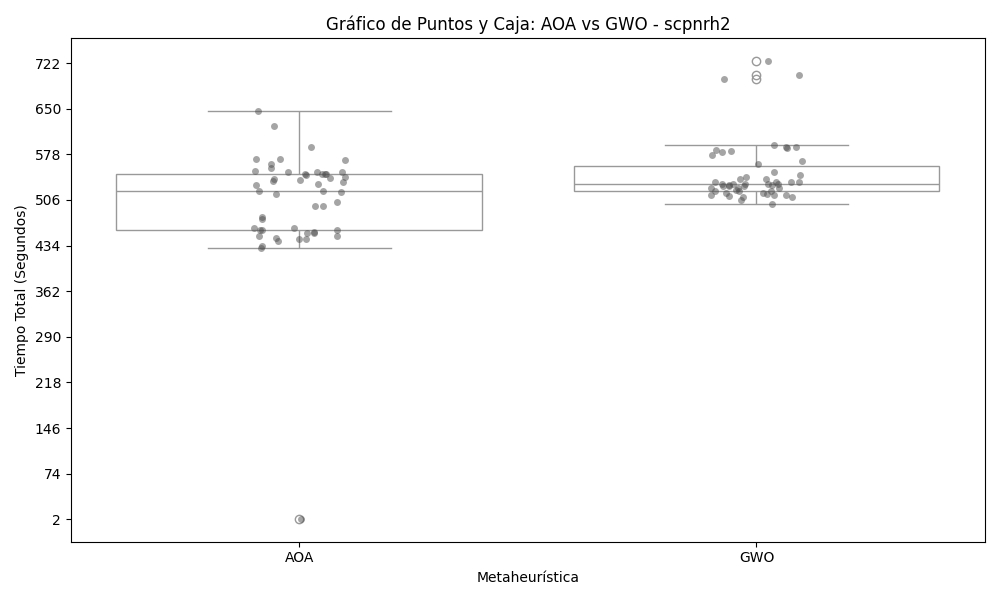 Gráfico de Puntos y Caja: AOA vs GWO - scpnrh2
Tiempo Total (Segundos)
722
650
578
506
434
362
290
218
146
74
2
AOA
GWO
Metaheurística